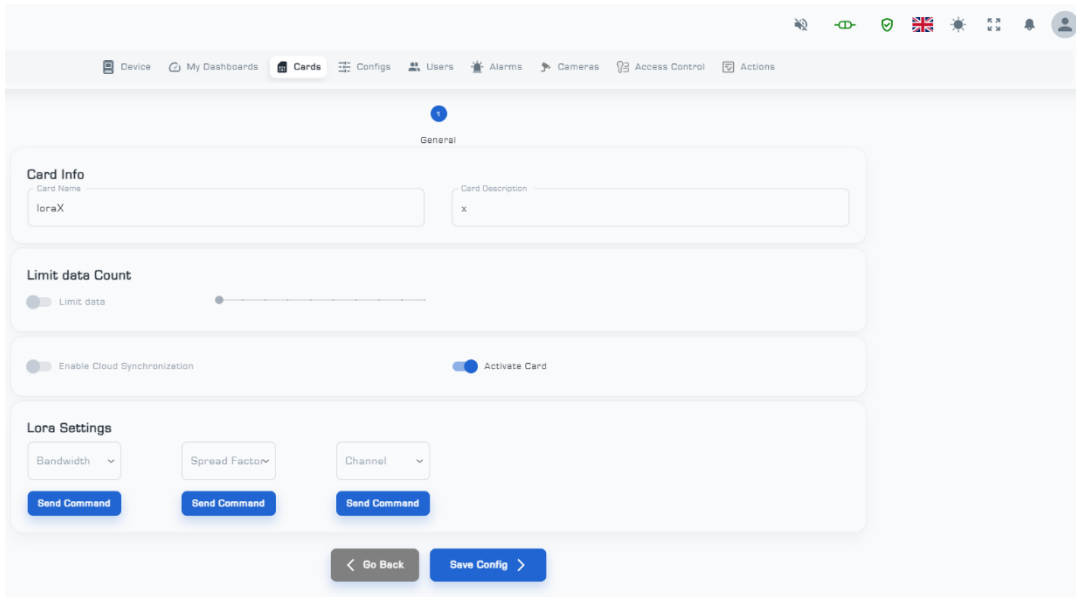 Device My Dashboards Cards Configs Users Alarms Cameras Access Control Actions
1
General
Card Info
Card Name
loraX
Card Description
x
Limit data Count
Limit data
Enable Cloud Synchronization
Activate Card
Lora Settings
Bandwidth Spread Factor Channel
Send Command Send Command Send Command
Go Back Save Config